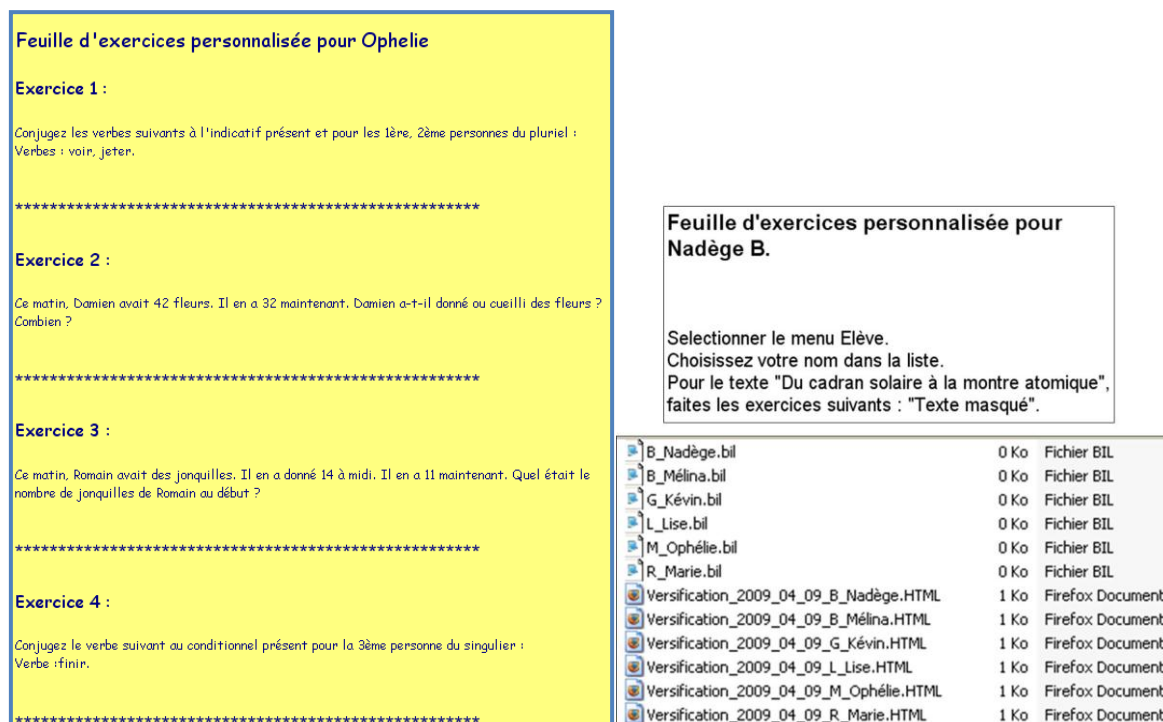 Feuille d'exercices personnalisée pour Ophelie
Exercice 1 :
Conjugez les verbes suivants à l'indicatif présent et pour les 1ère, 2ème personnes du pluriel :
Verbes : voir, jeter.
******************************************************
Exercice 2 :
Ce matin, Damien avait 42 fleurs. Il en a 32 maintenant. Damien a-t-il donné ou cueilli des fleurs ?
Combien ?
******************************************************
Exercice 3 :
Ce matin, Romain avait des jonquilles. Il en a donné 14 à midi. Il en a 11 maintenant. Quel était le
nombre de jonquilles de Romain au début ?
******************************************************
Exercice 4 :
Conjugez le verbe suivant au conditionnel présent pour la 3ème personne du singulier :
Verbe :finir.
******************************************************
Feuille d'exercices personnalisée pour
Nadège B.
Selectionner le menu Elève.
Choisissez votre nom dans la liste.
Pour le texte "Du cadran solaire à la montre atomique",
faites les exercices suivants : "Texte masqué".
B_Nadège.bil 0 Ko Fichier BIL
B_Mélina.bil 0 Ko Fichier BIL
G_Kévin.bil 0 Ko Fichier BIL
L_Lise.bil 0 Ko Fichier BIL
M_Ophélie.bil 0 Ko Fichier BIL
R_Marie.bil 0 Ko Fichier BIL
Versification_2009_04_09_B_Nadège.HTML 1 Ko Firefox Document
Versification_2009_04_09_B_Mélina.HTML 1 Ko Firefox Document
Versification_2009_04_09_G_Kévin.HTML 1 Ko Firefox Document
Versification_2009_04_09_L_Lise.HTML 1 Ko Firefox Document
Versification_2009_04_09_M_Ophélie.HTML 1 Ko Firefox Document
Versification_2009_04_09_R_Marie.HTML 1 Ko Firefox Document